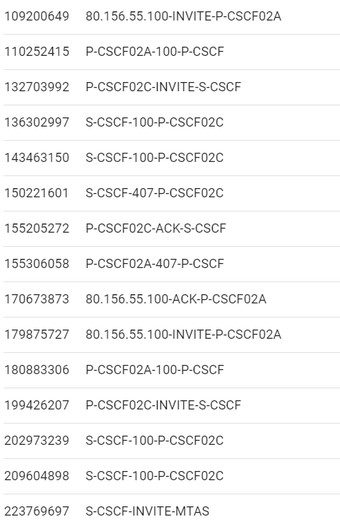 109200649 80.156.55.100-INVITE-P-CSCF02A
110252415 P-CSCF02A-100-P-CSCF
132703992 P-CSCF02C-INVITE-S-CSCF
136302997 S-CSCF-100-P-CSCF02C
143463150 S-CSCF-100-P-CSCF02C
150221601 S-CSCF-407-P-CSCF02C
155205272 P-CSCF02C-ACK-S-CSCF
155306058 P-CSCF02A-407-P-CSCF
170673873 80.156.55.100-ACK-P-CSCF02A
179875727 80.156.55.100-INVITE-P-CSCF02A
180883306 P-CSCF02A-100-P-CSCF
199426207 P-CSCF02C-INVITE-S-CSCF
202973239 S-CSCF-100-P-CSCF02C
209604898 S-CSCF-100-P-CSCF02C
223769697 S-CSCF-INVITE-MTAS